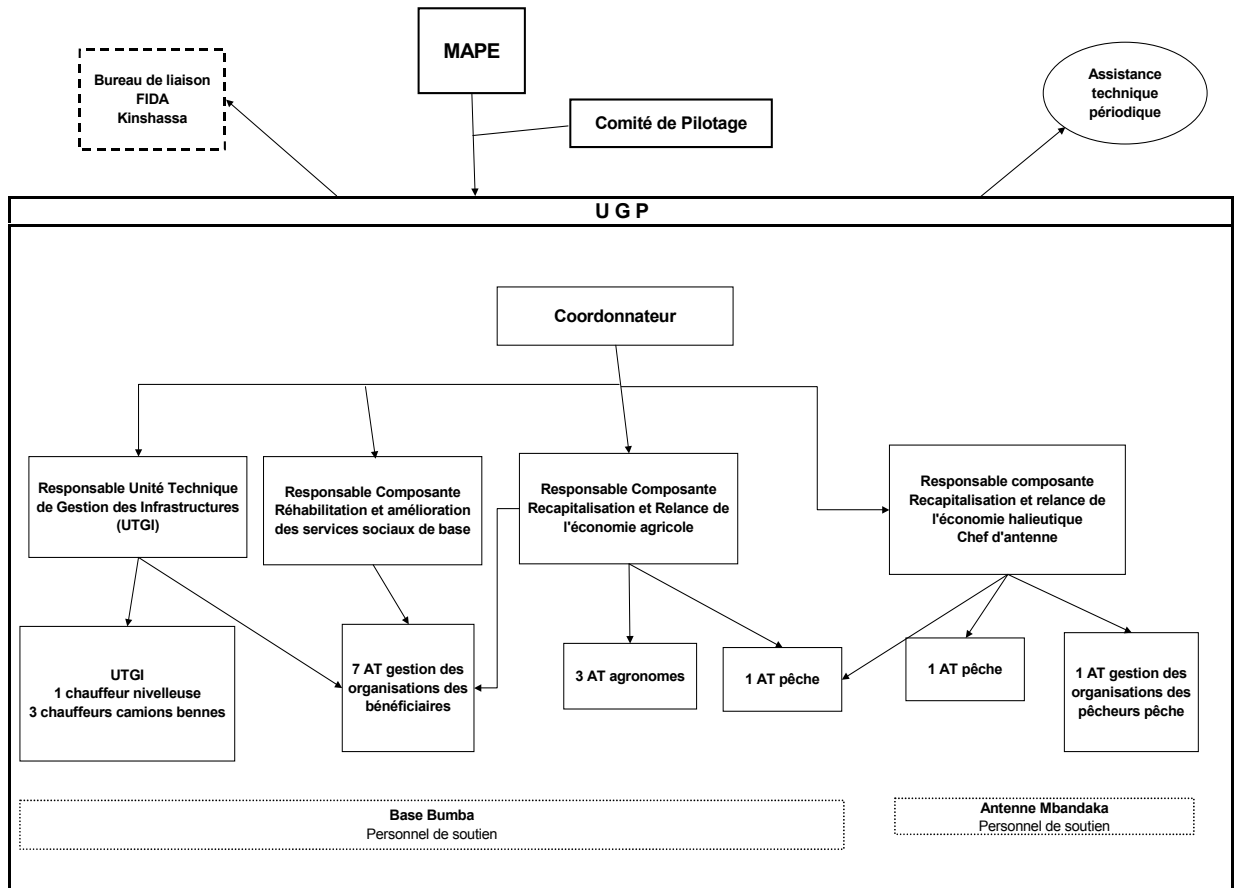 MAPE
Bureau de liaison
FIDA
Kinshassa
Comité de Pilotage
Assistance
technique
périodique
U G P
Coordonnateur
Responsable Unité Technique
de Gestion des Infrastructures
(UTGI)
Responsable Composante
Réhabilitation et amélioration
des services sociaux de base
Responsable Composante
Recapitalisation et Relance de
l'économie agricole
Responsable composante
Recapitalisation et relance de
l'économie halieutique
Chef d'antenne
UTGI
1 chauffeur nivelleuse
3 chauffeurs camions bennes
7 AT gestion des
organisations des
bénéficiaires
3 AT agronomes
1 AT pêche
1 AT pêche
1 AT gestion des
organisations des
pêcheurs pêche
Base Bumba
Personnel de soutien
Antenne Mbandaka
Personnel de soutien